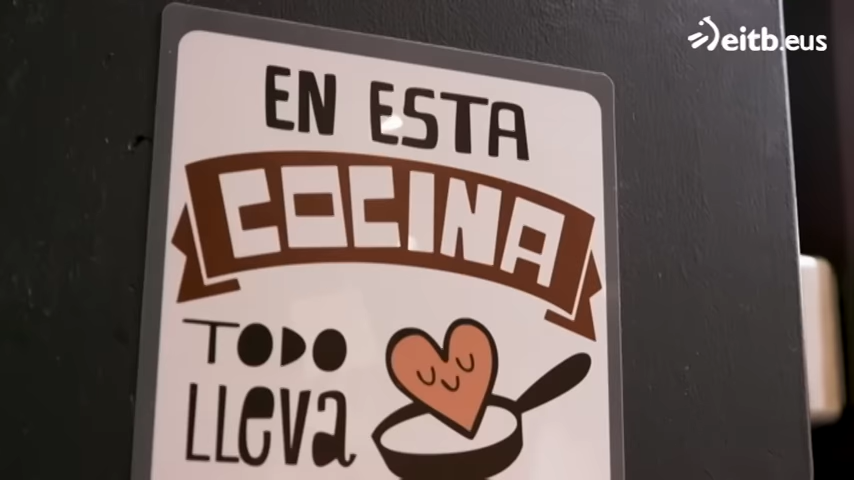 eitb.eus
EN ESTA
COCINA
TODO
LLEVA